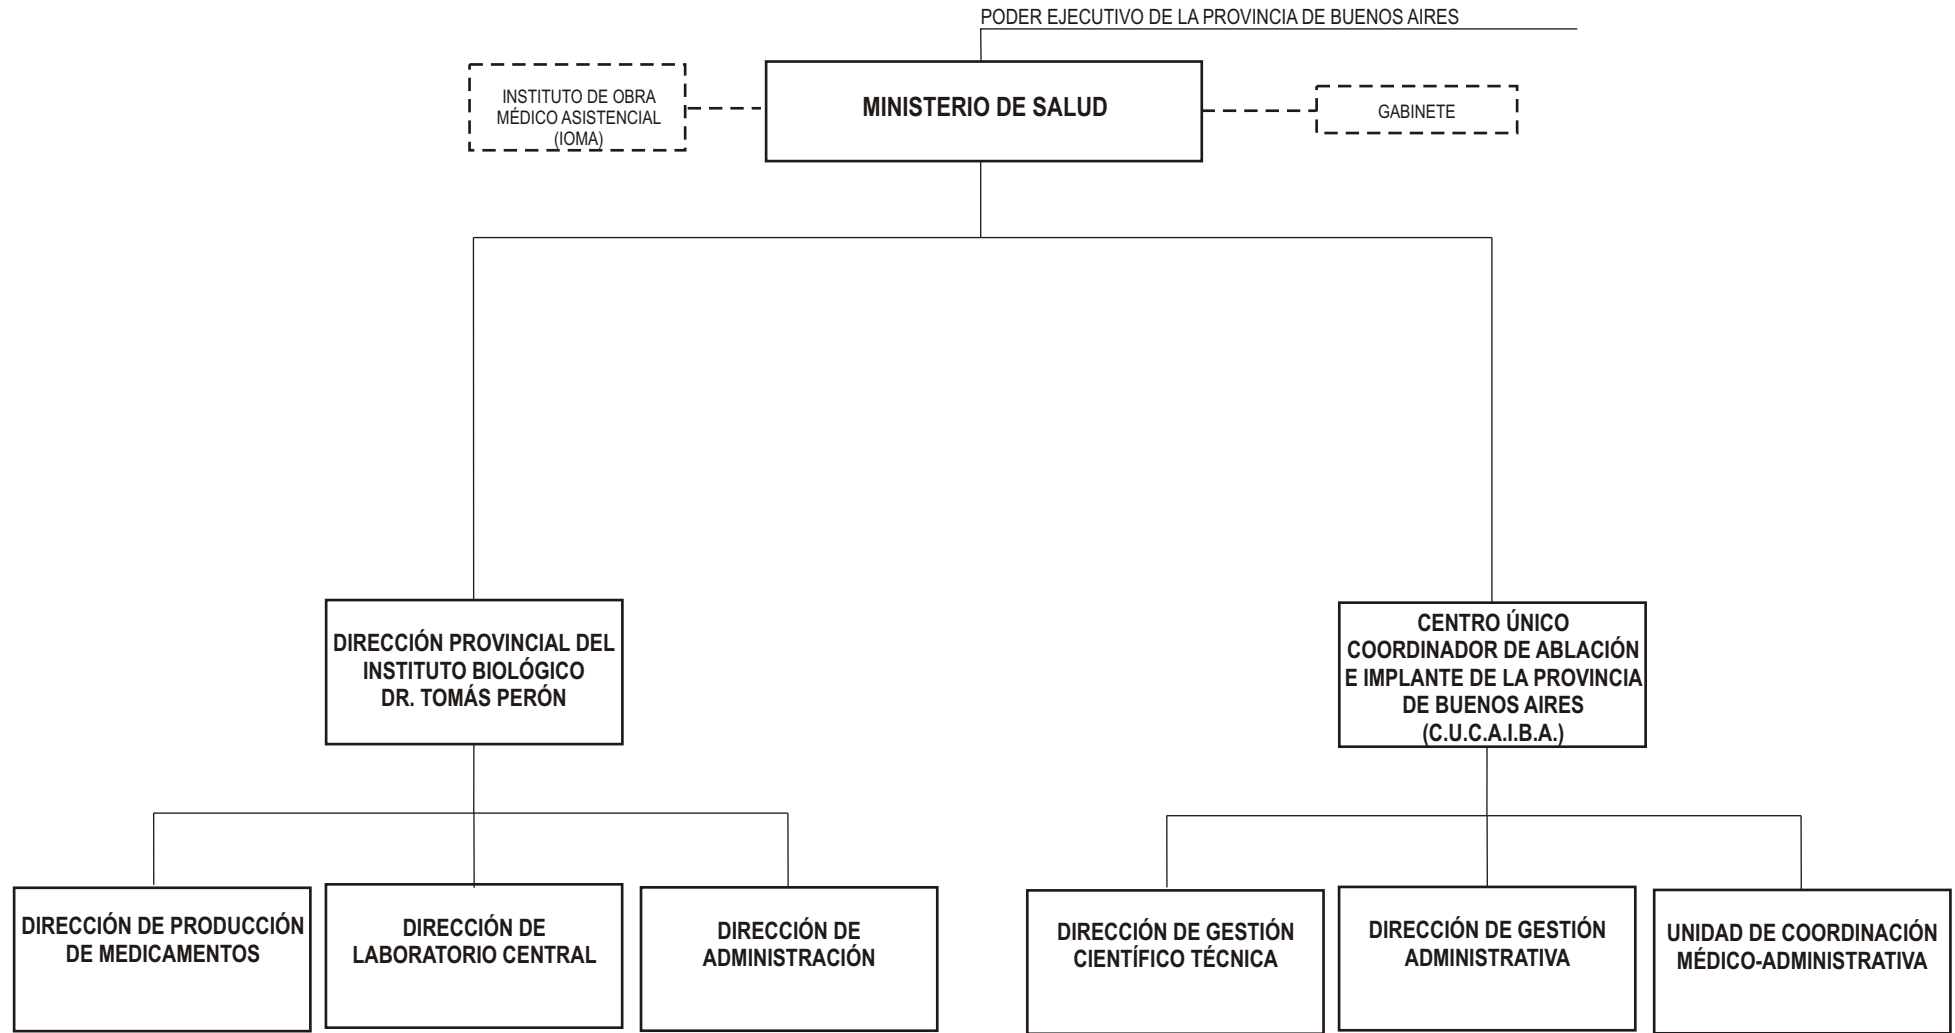 PODER EJECUTIVO DE LA PROVINCIA DE BUENOS AIRES
INSTITUTO DE OBRA
MÉDICO ASISTENCIAL
(IOMA)
MINISTERIO DE SALUD
GABINETE
DIRECCIÓN PROVINCIAL DEL
INSTITUTO BIOLÓGICO
DR. TOMÁS PERÓN
CENTRO ÚNICO
COORDINADOR DE ABLACIÓN
E IMPLANTE DE LA PROVINCIA
DE BUENOS AIRES
(C.U.C.A.I.B.A.)
DIRECCIÓN DE PRODUCCIÓN
DE MEDICAMENTOS
DIRECCIÓN DE
LABORATORIO CENTRAL
DIRECCIÓN DE
ADMINISTRACIÓN
DIRECCIÓN DE GESTIÓN
CIENTÍFICO TÉCNICA
DIRECCIÓN DE GESTIÓN
ADMINISTRATIVA
UNIDAD DE COORDINACIÓN
MÉDICO-ADMINISTRATIVA